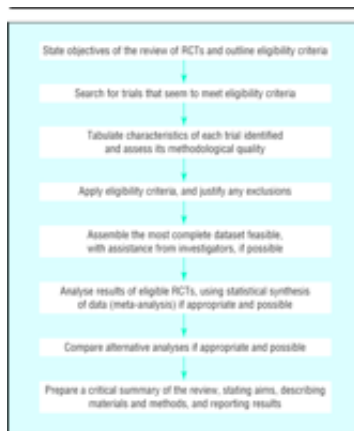 State objectives of the review of RCTs and outline eligibility criteria
Search for trials that seem to meet eligibility criteria
Tabulate characteristics of each trial identified
and assess its methodological quality
Apply eligibility criteria, and justify any exclusions
Assemble the most complete dataset feasible,
with assistance from investigators, if possible
Analyse results of eligible RCTs, using statistical synthesis
of data (meta-analysis) if appropriate and possible
Compare alternative analyses if appropriate and possible
Prepare a critical summary of the review, stating aims, describing
materials and methods, and reporting results